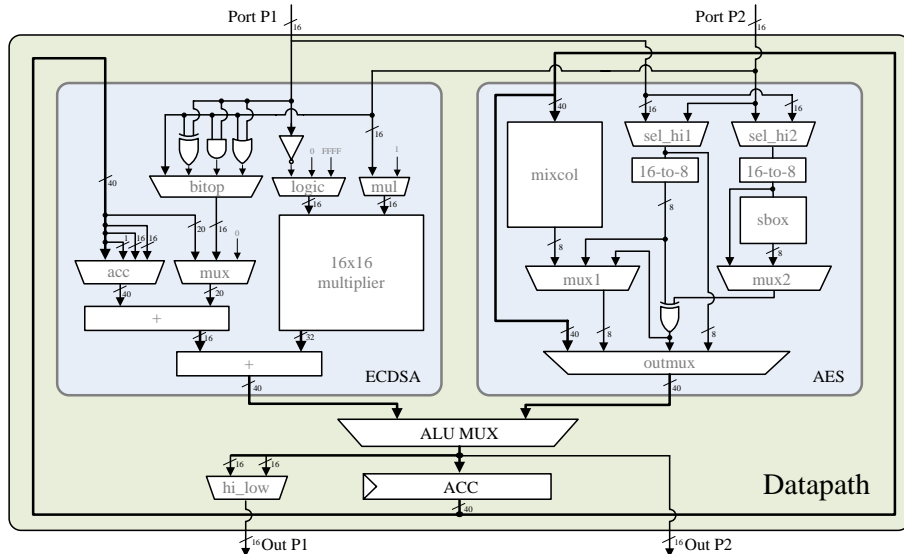 Port P1
16
Port P2
16
40
16
16
16
0 FFFF
1
sel_hi1
sel_hi2
mixcol
16-to-8
16-to-8
bitop
logic
mul
40
16
16
8
sbox
20
16
0
1
16
16
16x16
multiplier
8
8
acc
mux
mux1
mux2
40
20
+
16
32
40
8
8
+
ECDSA
outmux
AES
40
40
ALU MUX
16
16
16
hi_low
ACC
Datapath
40
16 Out P1
16 Out P2